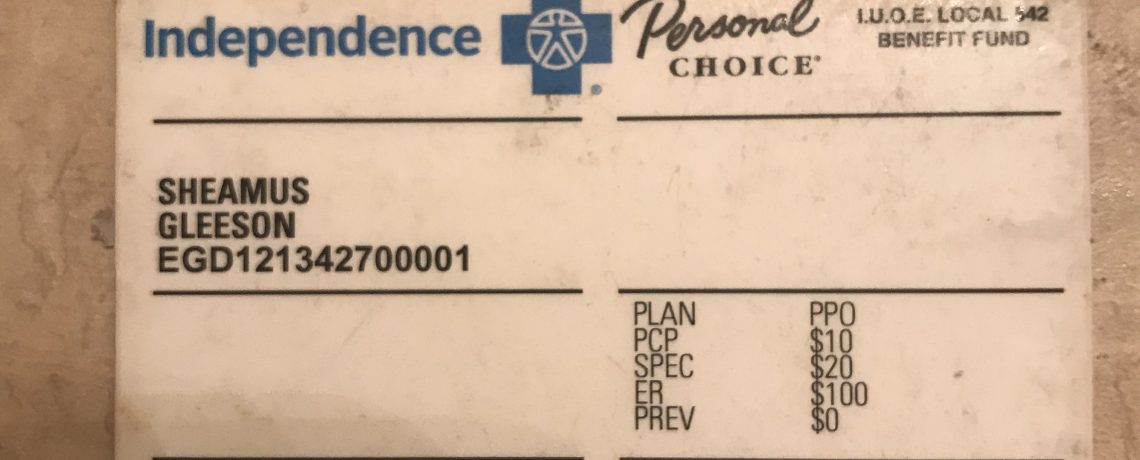 Independence
Personal
CHOICE®
I.U.O.E. LOCAL 542
BENEFIT FUND
SHEAMUS
GLEESON
EGD121342700001
PLAN PPO
PCP $10
SPEC $20
ER $100
PREV $0